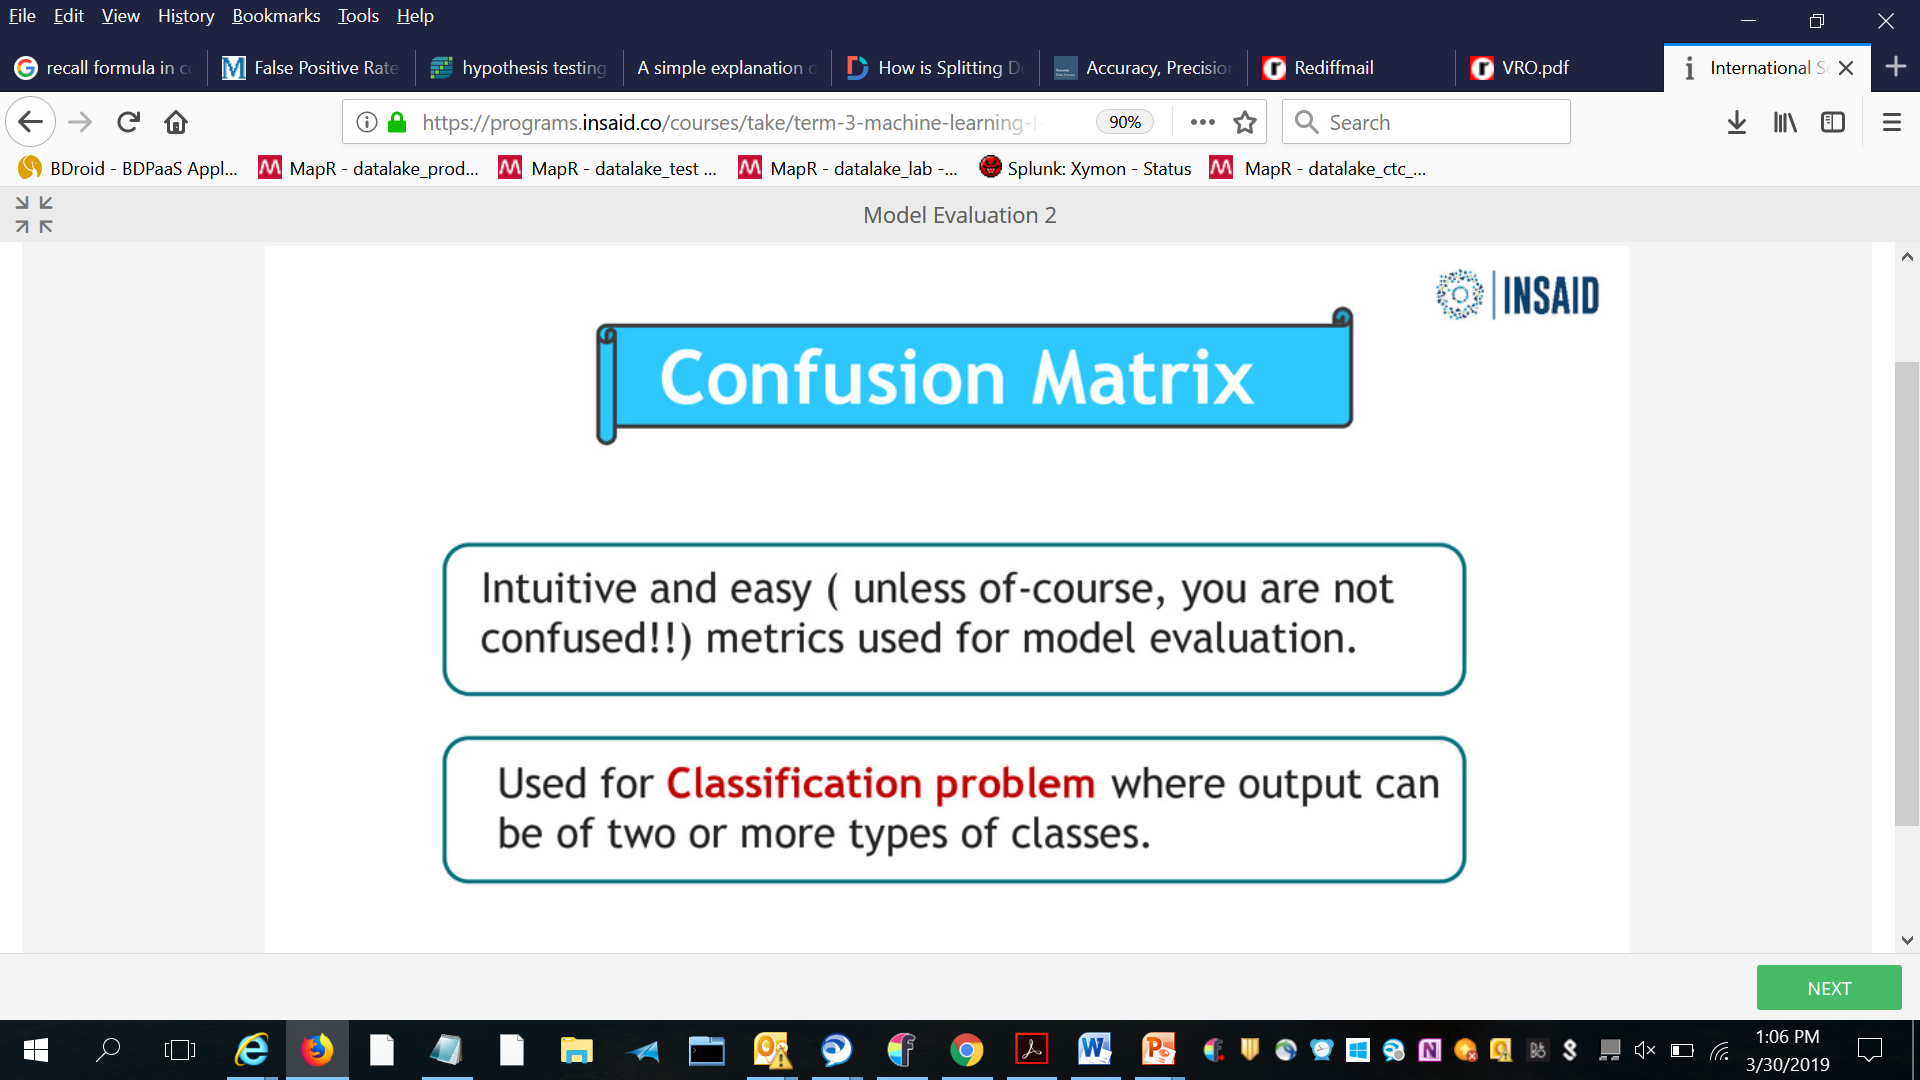 File Edit View History Bookmarks Tools Help
recall formula in co
False Positive Rate
hypothesis testing
A simple explanation o
How is Splitting De
Accuracy, Precision
Rediffmail
VRO.pdf
International Sc
https://programs.insaid.co/courses/take/term-3-machine-learning-l
90%
Search
BDroid - BDPaaS Appl...
MapR - datalake_prod...
MapR - datalake_test ...
MapR - datalake_lab -...
Splunk: Xymon - Status
MapR - datalake_ctc_...
Model Evaluation 2
INSAID
Confusion Matrix
Intuitive and easy ( unless of-course, you are not
confused!!) metrics used for model evaluation.
Used for Classification problem where output can
be of two or more types of classes.
NEXT
1:06 PM
3/30/2019